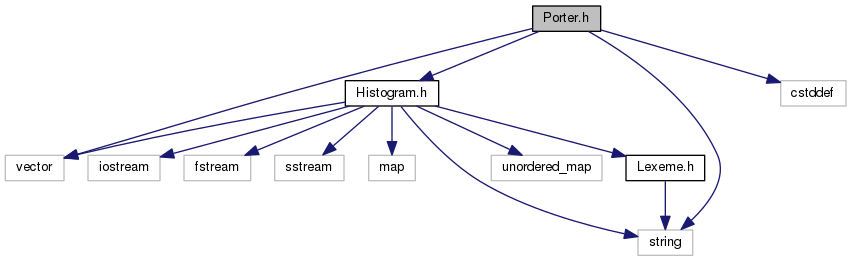 Porter.h
Histogram.h
cstddef
vector
iostream
fstream
sstream
map
unordered_map
Lexeme.h
string